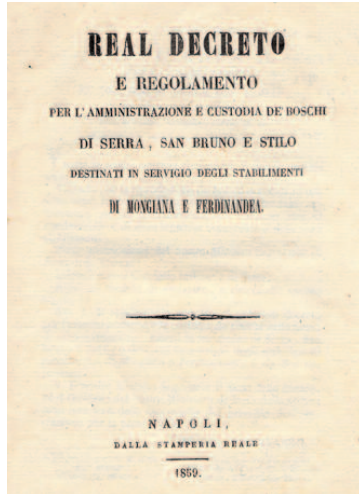 REAL DECRETO
E REGOLAMENTO
PER L'AMMINISTRAZIONE E CUSTODIA DE' BOSCHI
DI SERRA, SAN BRUNO E STILO
DESTINATI IN SERVIGIO DEGLI STABILIMENTI
DI MONGIANA E FERDINANDEA.
NAPOLI,
DALLA STAMPERIA REALE
1859.